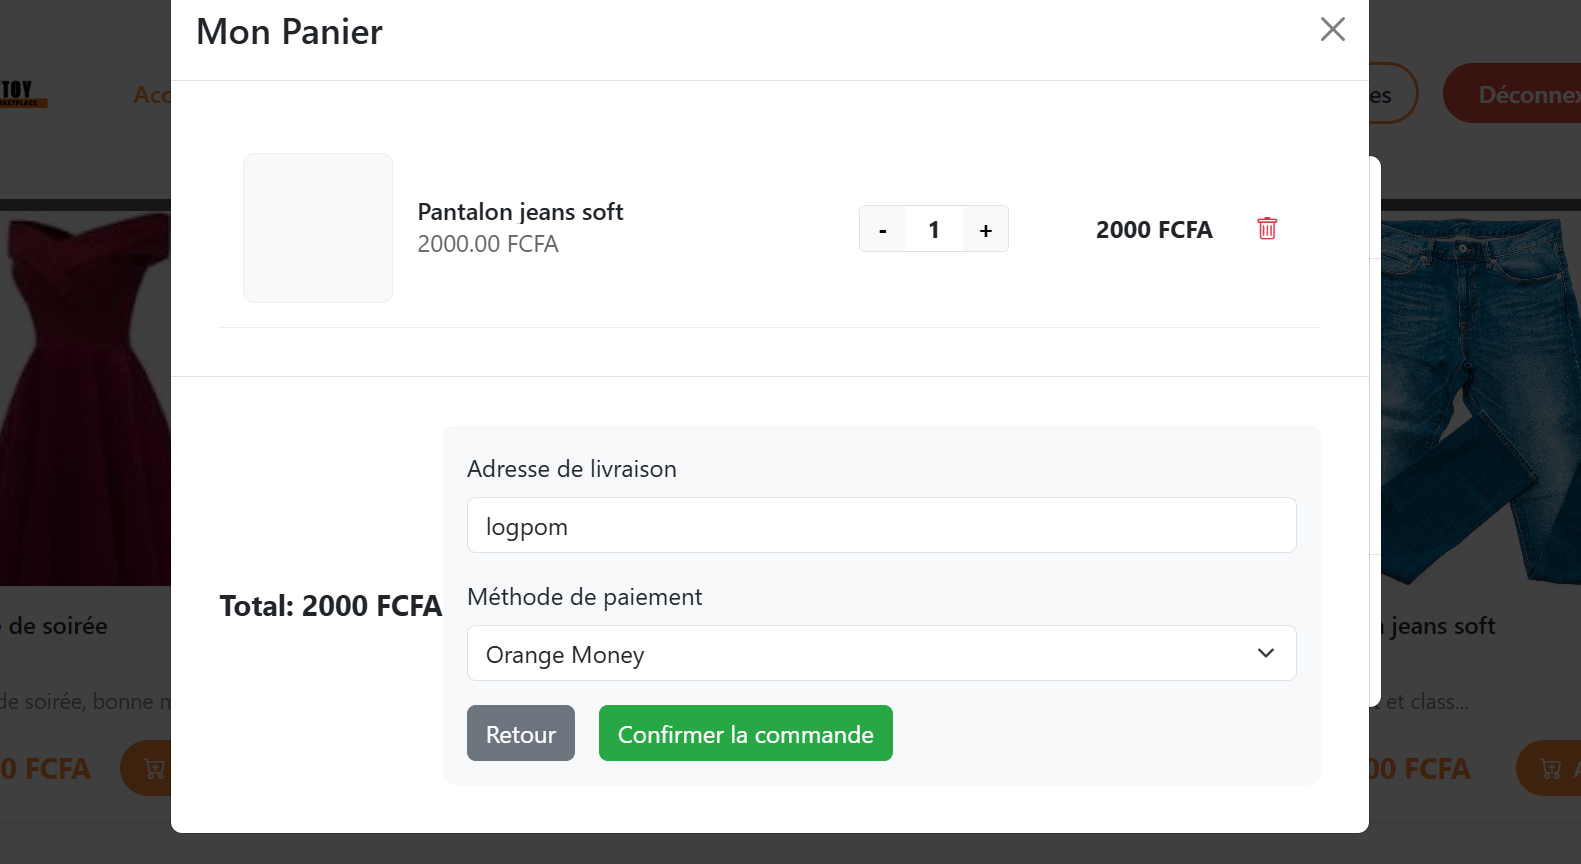 Mon Panier
TOY
Acc
es
Déconnex
Pantalon jeans soft
2000.00 FCFA
- 1 +
2000 FCFA
Adresse de livraison
logpom
Total: 2000 FCFA
Méthode de paiement
Orange Money
Retour
Confirmer la commande
de soirée
de soirée, bonne
0 FCFA
jeans soft
et class...
00 FCFA